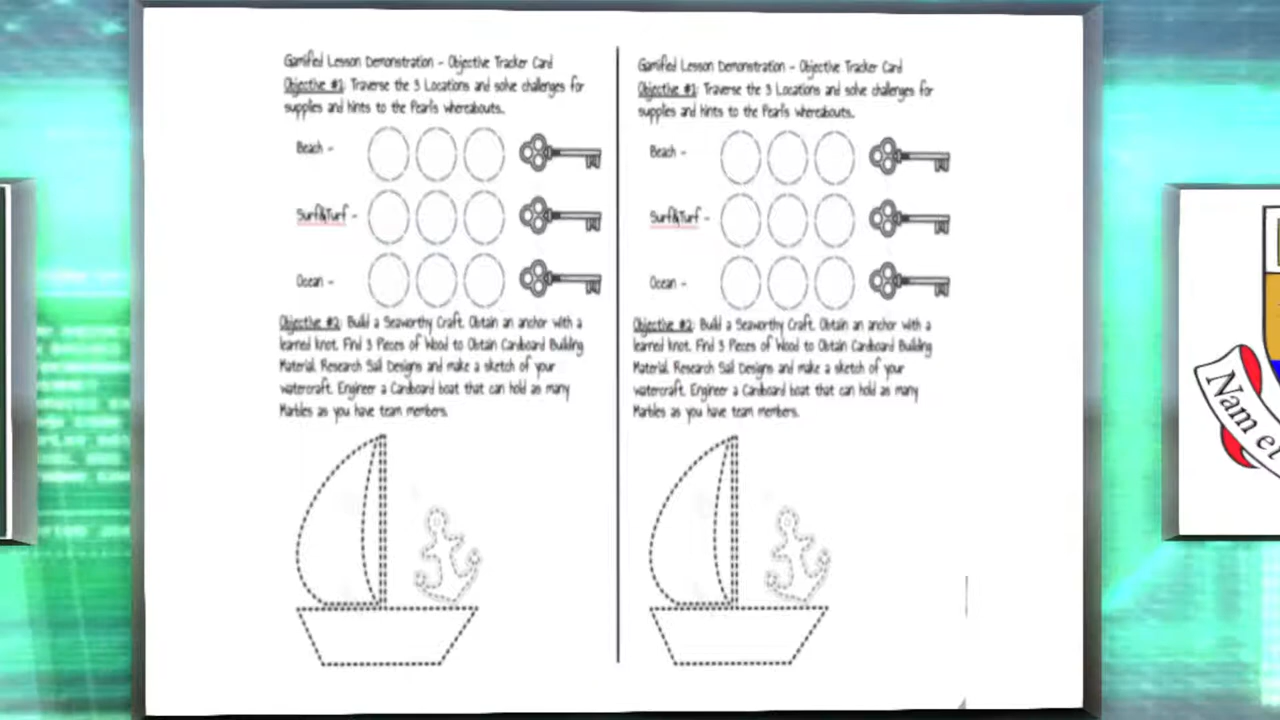 Gamified Lesson Demonstration - Objective Tracker Card
Objective #1: Traverse the 3 Locations and solve challenges for
supplies and hints to the Pearl's whereabouts.
Beach -
Surf&Turf -
Ocean -
Objective #2: Build a Seaworthy Craft. Obtain an anchor with a
learned knot. Find 3 Pieces of Wood to Obtain Cardboard Building
Material. Research Sail Designs and make a sketch of your
watercraft. Engineer a Cardboard boat that can hold as many
Marbles as you have team members.
Gamified Lesson Demonstration - Objective Tracker Card
Objective #1: Traverse the 3 Locations and solve challenges for
supplies and hints to the Pearl's whereabouts.
Beach -
Surf&Turf -
Ocean -
Objective #2: Build a Seaworthy Craft. Obtain an anchor with a
learned knot. Find 3 Pieces of Wood to Obtain Cardboard Building
Material. Research Sail Designs and make a sketch of your
watercraft. Engineer a Cardboard boat that can hold as many
Marbles as you have team members.
Nam et